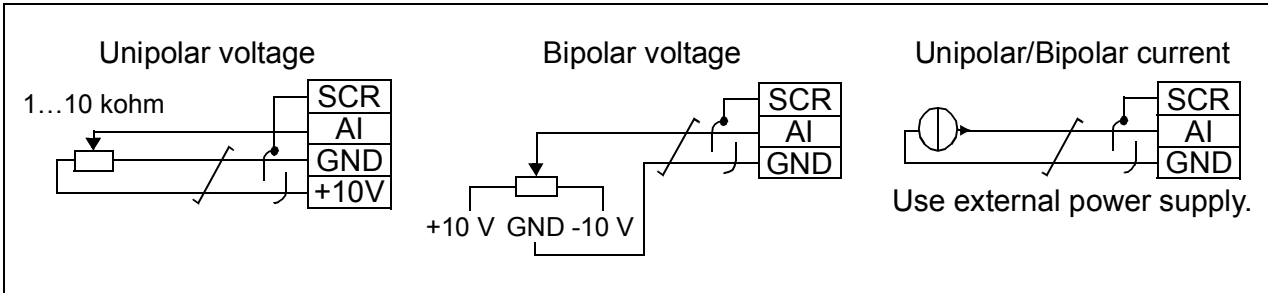 Unipolar voltage
1…10 kohm
SCR
AI
GND
+10V
Bipolar voltage
SCR
AI
GND
+10 V GND -10 V
Unipolar/Bipolar current
SCR
AI
GND
Use external power supply.